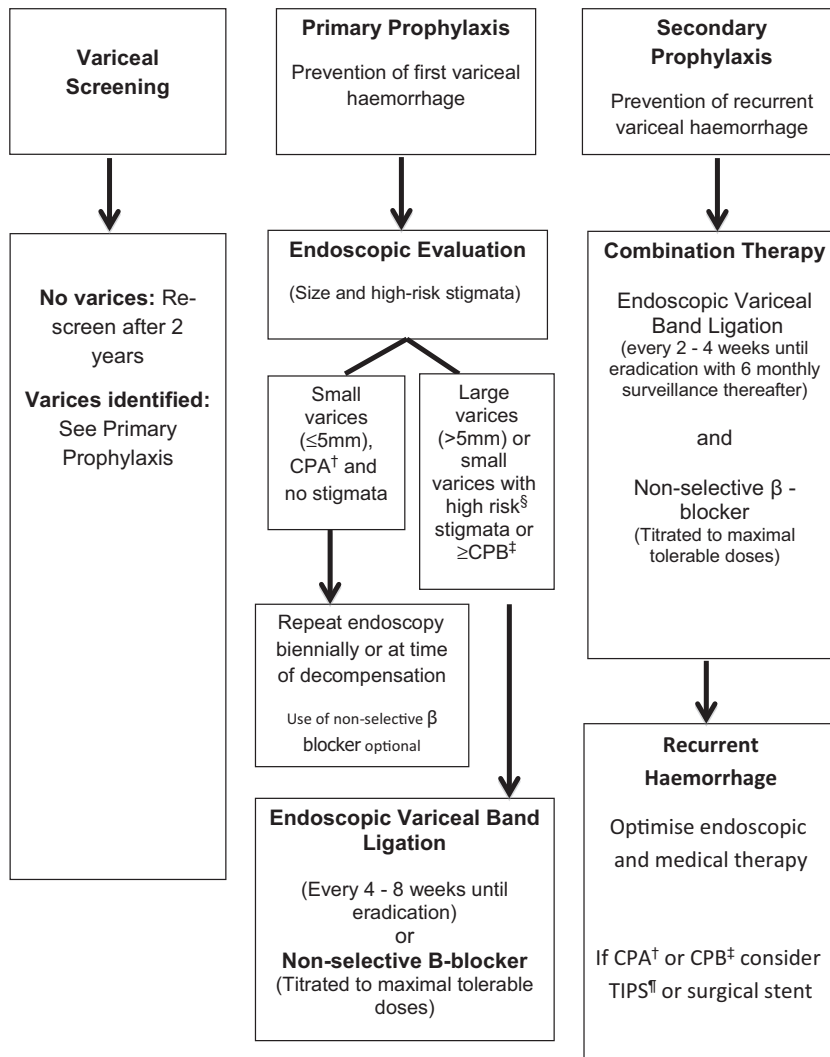 Variceal
Screening
No varices: Re-
screen after 2
years
Varices identified:
See Primary
Prophylaxis
Primary Prophylaxis
Prevention of first variceal
haemorrhage
Endoscopic Evaluation
(Size and high-risk stigmata)
Small
varices
(≤5mm),
CPA† and
no stigmata
Large
varices
(>5mm) or
small
varices with
high risk§
stigmata or
≥CPB‡
Repeat endoscopy
biennially or at time
of decompensation
Use of non-selective β
blocker optional
Endoscopic Variceal Band
Ligation
(Every 4 - 8 weeks until
eradication)
or
Non-selective B-blocker
(Titrated to maximal tolerable
doses)
Secondary
Prophylaxis
Prevention of recurrent
variceal haemorrhage
Combination Therapy
Endoscopic Variceal
Band Ligation
(every 2 - 4 weeks until
eradication with 6 monthly
surveillance thereafter)
and
Non-selective β -
blocker
(Titrated to maximal
tolerable doses)
Recurrent
Haemorrhage
Optimise endoscopic
and medical therapy
If CPA† or CPB‡ consider
TIPS¶ or surgical stent